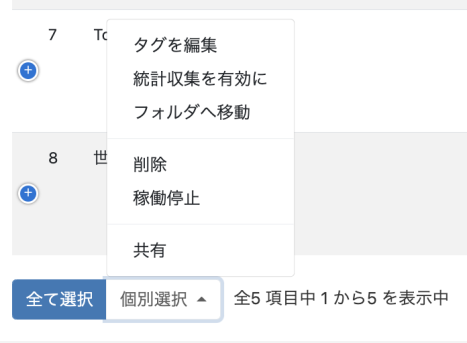 7 To
タグを編集
統計収集を有効に
フォルダへ移動
8 世
削除
稼働停止
共有
全て選択 個別選択 全5 項目中 1 から5 を表示中